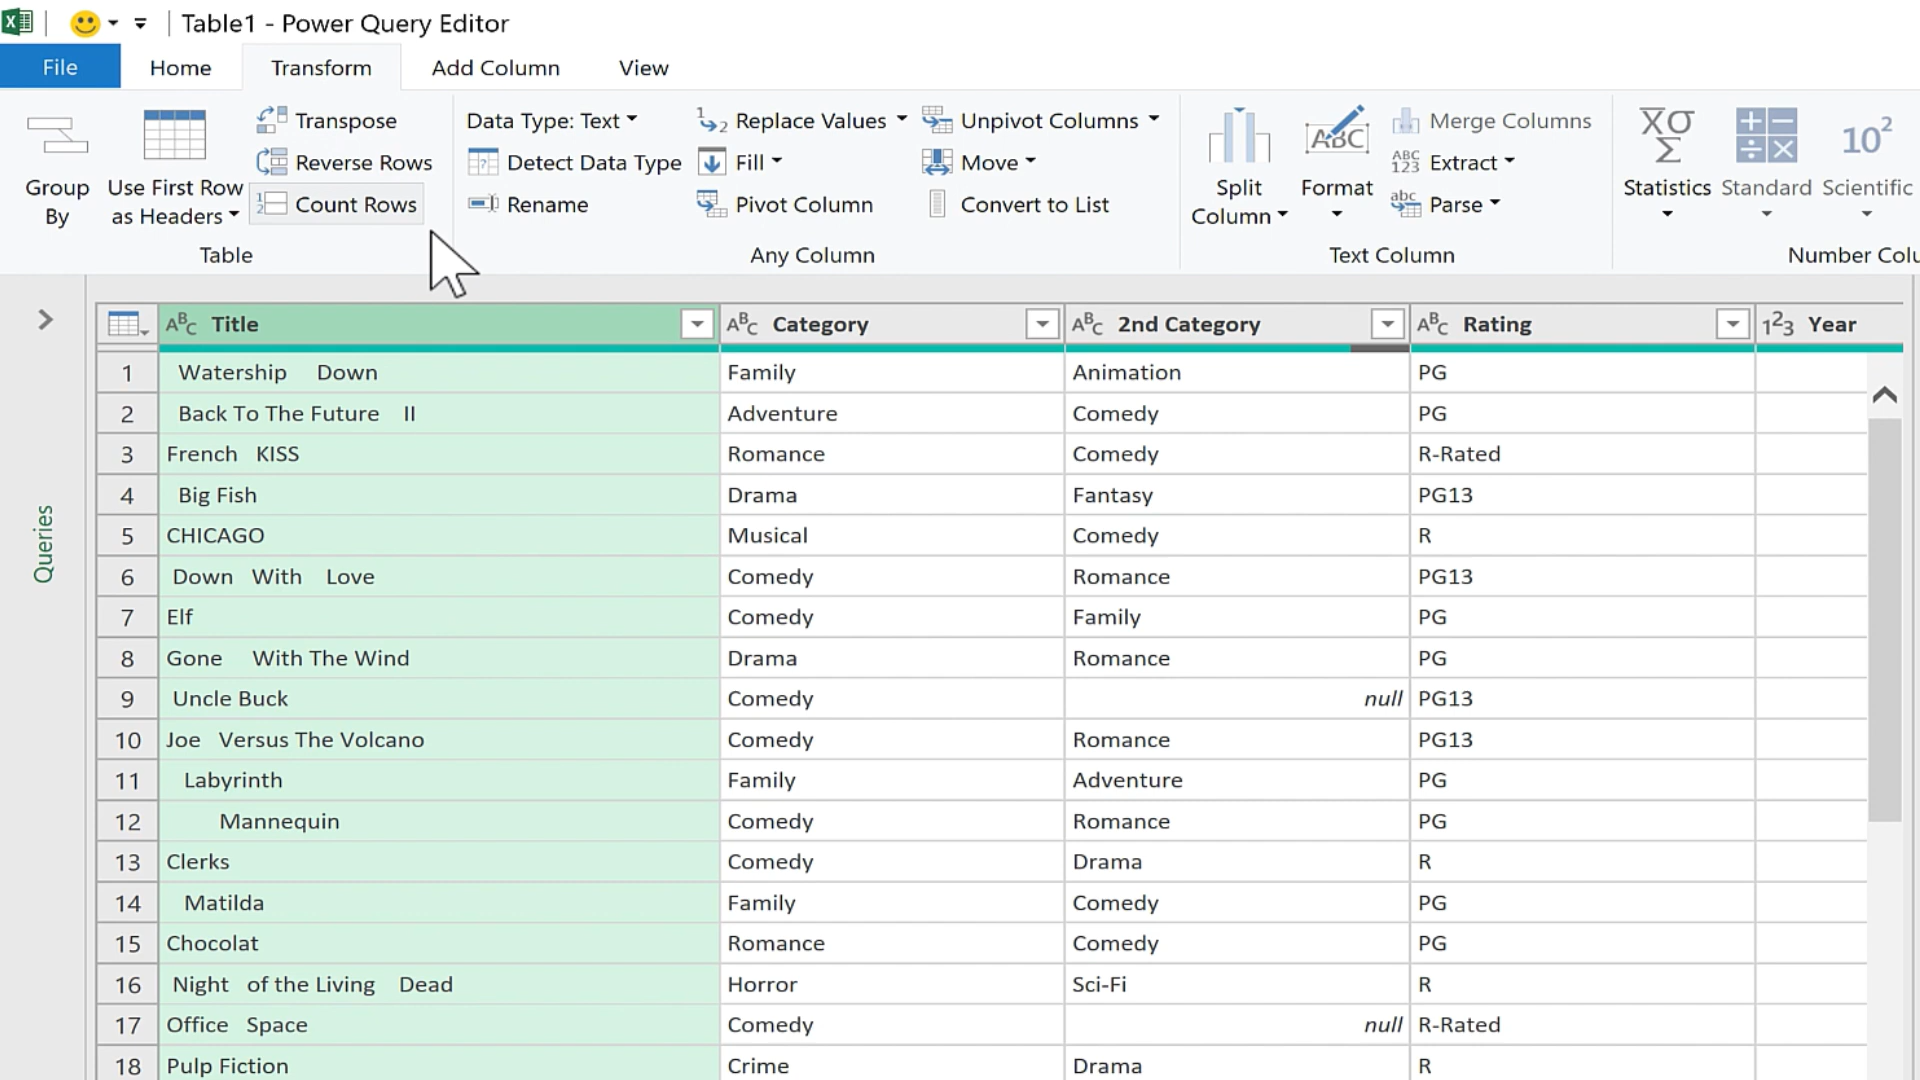 Table1 - Power Query Editor
File Home Transform Add Column View
Group By
Use First Row as Headers
Transpose
Reverse Rows
Count Rows
Table
Data Type: Text
Detect Data Type
Rename
Replace Values
Fill
Pivot Column
Unpivot Columns
Move
Convert to List
Any Column
Split Column
Format
Merge Columns
Extract
Parse
Text Column
Statistics
Standard
Scientific
Number Colu
Queries
Title Category 2nd Category Rating Year
1 Watership Down Family Animation PG
2 Back To The Future II Adventure Comedy PG
3 French KISS Romance Comedy R-Rated
4 Big Fish Drama Fantasy PG13
5 CHICAGO Musical Comedy R
6 Down With Love Comedy Romance PG13
7 Elf Comedy Family PG
8 Gone With The Wind Drama Romance PG
9 Uncle Buck Comedy null PG13
10 Joe Versus The Volcano Comedy Romance PG13
11 Labyrinth Family Adventure PG
12 Mannequin Comedy Romance PG
13 Clerks Comedy Drama R
14 Matilda Family Comedy PG
15 Chocolat Romance Comedy PG
16 Night of the Living Dead Horror Sci-Fi R
17 Office Space Comedy null R-Rated
18 Pulp Fiction Crime Drama R